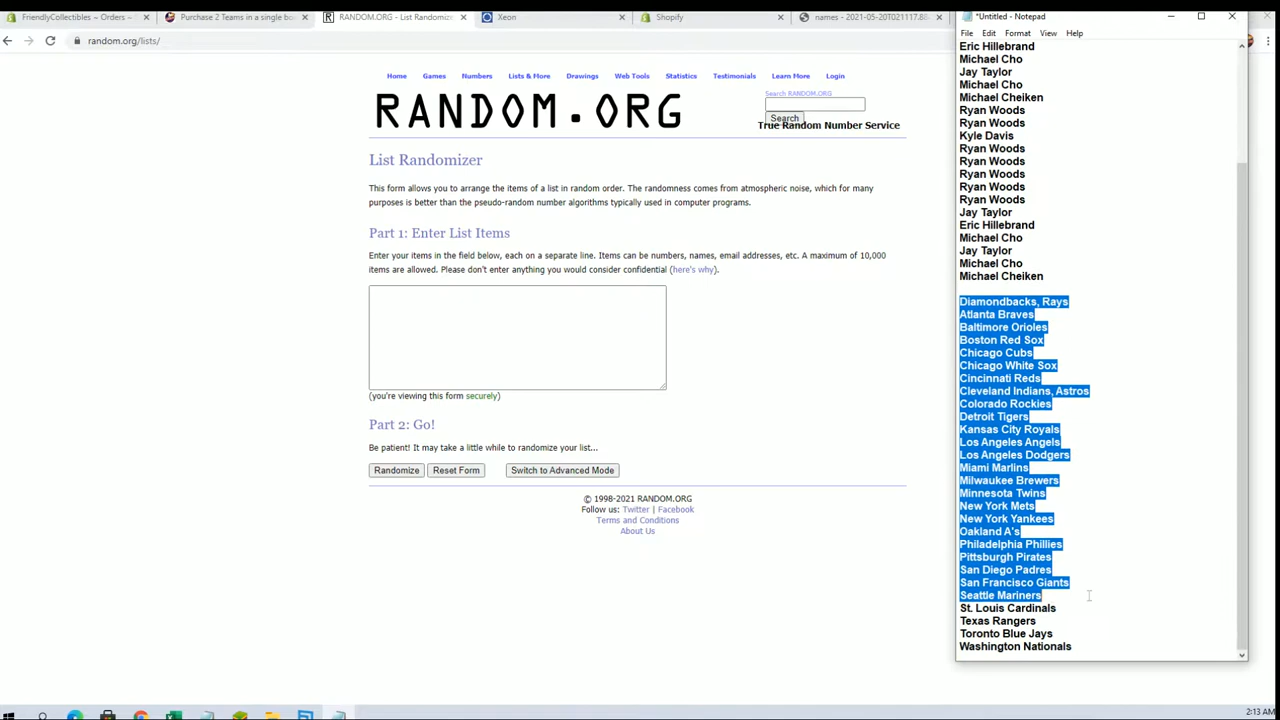 FriendlyCollectibles ~ Orders ~
Purchase 2 Teams in a single bo
RANDOM.ORG - List Randomizer
Xeon
Shopify
names - 2021-05-20T021117.88
*Untitled - Notepad
random.org/lists/
File Edit Format View Help
Home Games Numbers Lists & More Drawings Web Tools Statistics Testimonials Learn More Login
RANDOM.ORG
Search RANDOM.ORG
Search
True Random Number Service
List Randomizer
This form allows you to arrange the items of a list in random order. The randomness comes from atmospheric noise, which for many
purposes is better than the pseudo-random number algorithms typically used in computer programs.
Part 1: Enter List Items
Enter your items in the field below, each on a separate line. Items can be numbers, names, email addresses, etc. A maximum of 10,000
items are allowed. Please don't enter anything you would consider confidential (here's why).
(you're viewing this form securely)
Part 2: Go!
Be patient! It may take a little while to randomize your list...
Randomize Reset Form Switch to Advanced Mode
© 1998-2021 RANDOM.ORG
Follow us: Twitter | Facebook
Terms and Conditions
About Us
Eric Hillebrand
Michael Cho
Jay Taylor
Michael Cho
Michael Cheiken
Ryan Woods
Ryan Woods
Kyle Davis
Ryan Woods
Ryan Woods
Ryan Woods
Ryan Woods
Ryan Woods
Jay Taylor
Eric Hillebrand
Michael Cho
Jay Taylor
Michael Cho
Michael Cheiken
Diamondbacks, Rays
Atlanta Braves
Baltimore Orioles
Boston Red Sox
Chicago Cubs
Chicago White Sox
Cincinnati Reds
Cleveland Indians, Astros
Colorado Rockies
Detroit Tigers
Kansas City Royals
Los Angeles Angels
Los Angeles Dodgers
Miami Marlins
Milwaukee Brewers
Minnesota Twins
New York Mets
New York Yankees
Oakland A's
Philadelphia Phillies
Pittsburgh Pirates
San Diego Padres
San Francisco Giants
Seattle Mariners
St. Louis Cardinals
Texas Rangers
Toronto Blue Jays
Washington Nationals
2:13 AM